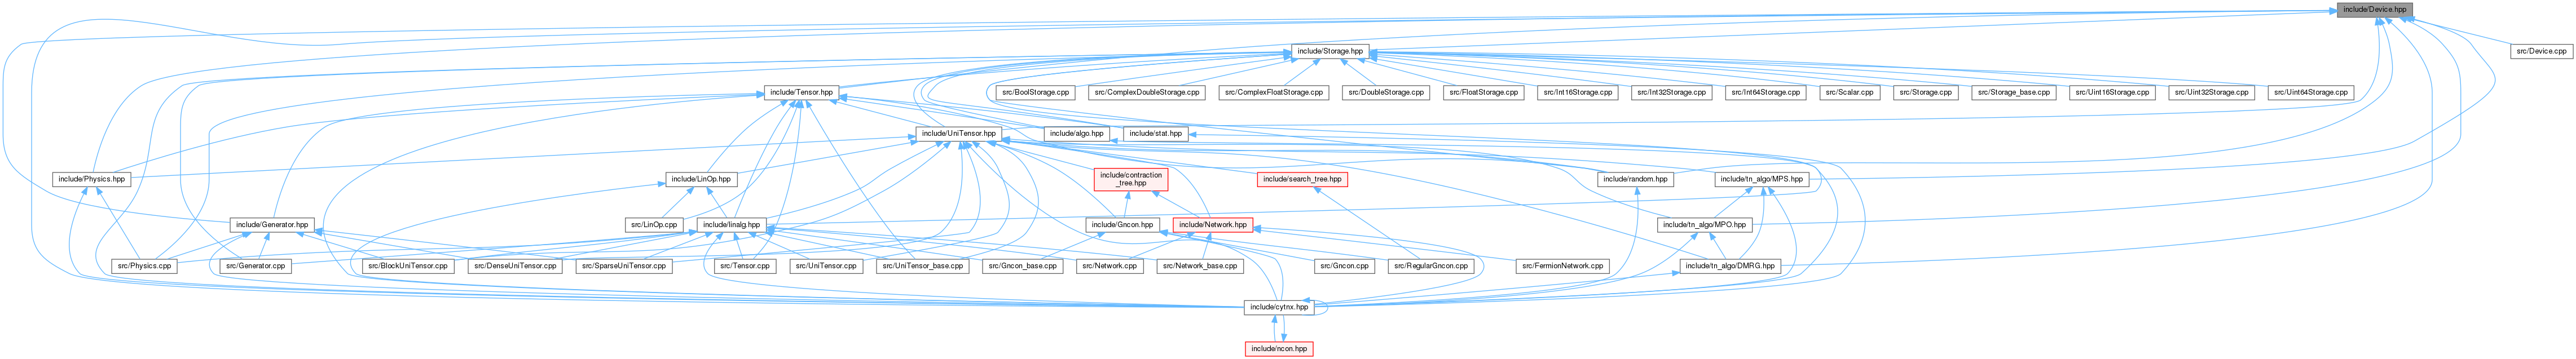 include/Device.hpp
include/Storage.hpp
src/Device.cpp
include/Tensor.hpp
src/BoolStorage.cpp
src/ComplexDoubleStorage.cpp
src/ComplexFloatStorage.cpp
src/DoubleStorage.cpp
src/FloatStorage.cpp
src/Int16Storage.cpp
src/Int32Storage.cpp
src/Int64Storage.cpp
src/Scalar.cpp
src/Storage.cpp
src/Storage_base.cpp
src/Uint16Storage.cpp
src/Uint32Storage.cpp
src/Uint64Storage.cpp
include/UniTensor.hpp
include/algo.hpp
include/stat.hpp
include/Physics.hpp
include/LinOp.hpp
include/contraction
_tree.hpp
include/search_tree.hpp
include/random.hpp
include/tn_algo/MPS.hpp
include/Generator.hpp
src/LinOp.cpp
include/linalg.hpp
include/Gncon.hpp
include/Network.hpp
include/tn_algo/MPO.hpp
src/Physics.cpp
src/Generator.cpp
src/BlockUniTensor.cpp
src/DenseUniTensor.cpp
src/SparseUniTensor.cpp
src/Tensor.cpp
src/UniTensor.cpp
src/UniTensor_base.cpp
src/Gncon_base.cpp
src/Network.cpp
src/Network_base.cpp
src/Gncon.cpp
src/RegularGncon.cpp
src/FermionNetwork.cpp
include/tn_algo/DMRG.hpp
include/cytnx.hpp
include/ncon.hpp